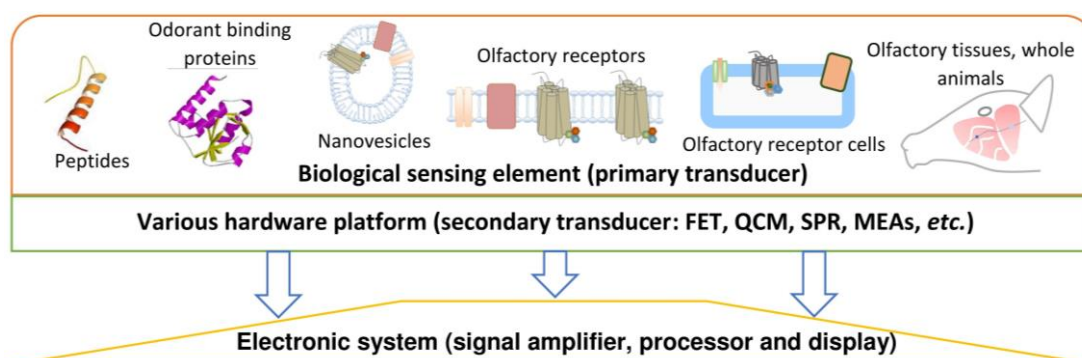 Peptides
Odorant binding
proteins
Nanovesicles
Olfactory receptors
Olfactory receptor cells
Olfactory tissues, whole
animals
Biological sensing element (primary transducer)
Various hardware platform (secondary transducer: FET, QCM, SPR, MEAs, etc.)
Electronic system (signal amplifier, processor and display)